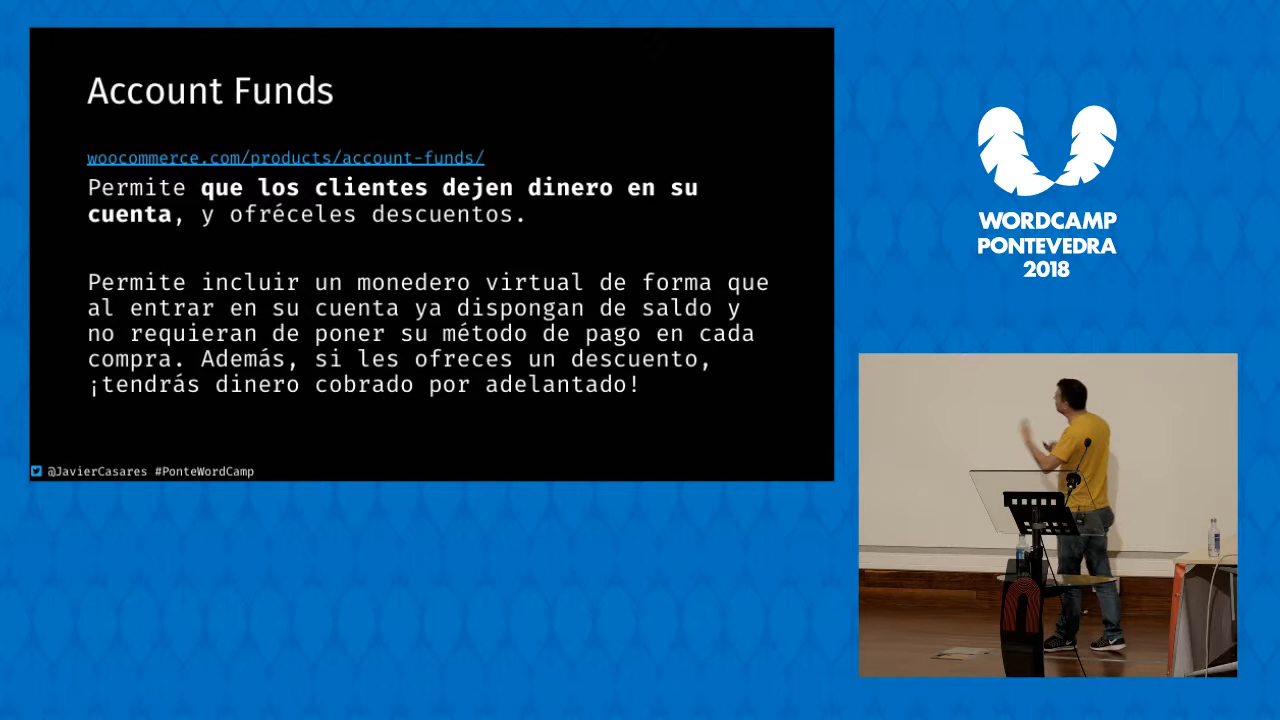 Account Funds
woocommerce.com/products/account-funds/
Permite que los clientes dejen dinero en su
cuenta, y ofréceles descuentos.
Permite incluir un monedero virtual de forma que
al entrar en su cuenta ya dispongan de saldo y
no requieran de poner su método de pago en cada
compra. Además, si les ofreces un descuento,
¡tendrás dinero cobrado por adelantado!
@JavierCasares #PonteWordCamp
WORDCAMP
PONTEVEDRA
2018